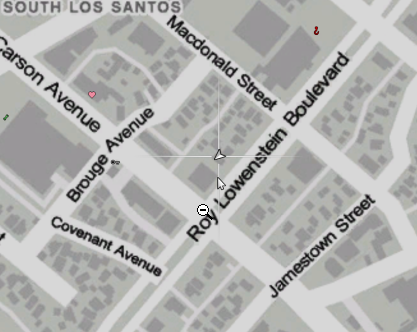 SOUTH LOS SANTOS
Macdonald Street
Carson Avenue
Brouge Avenue
Roy Lowenstein Boulevard
Covenant Avenue
Jamestown Street